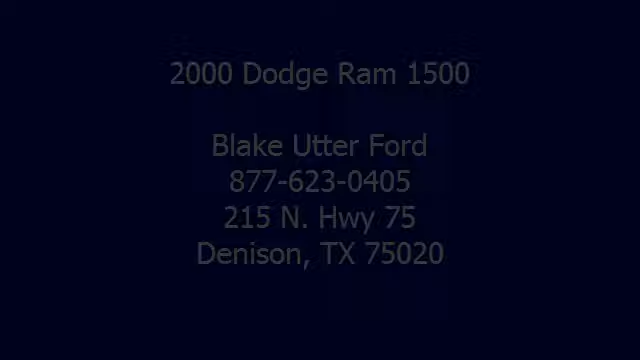 2000 Dodge Ram 1500
Blake Utter Ford
877-623-0405
215 N. Hwy 75
Denison, TX 75020